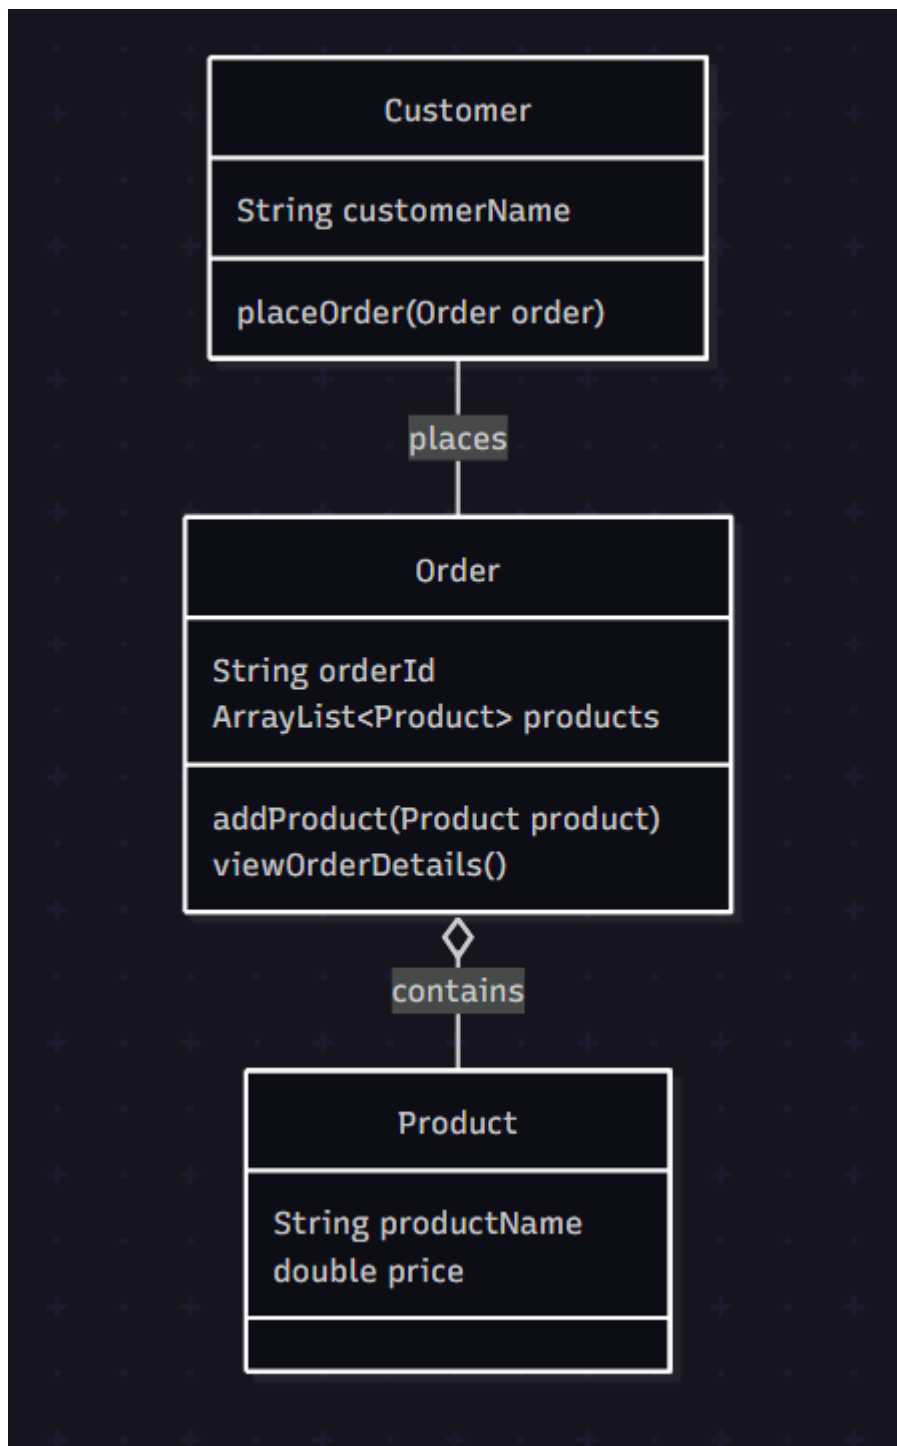 Customer
String customerName
placeOrder(Order order)
places
Order
String orderId
ArrayList<Product> products
addProduct(Product product)
viewOrderDetails()
contains
Product
String productName
double price